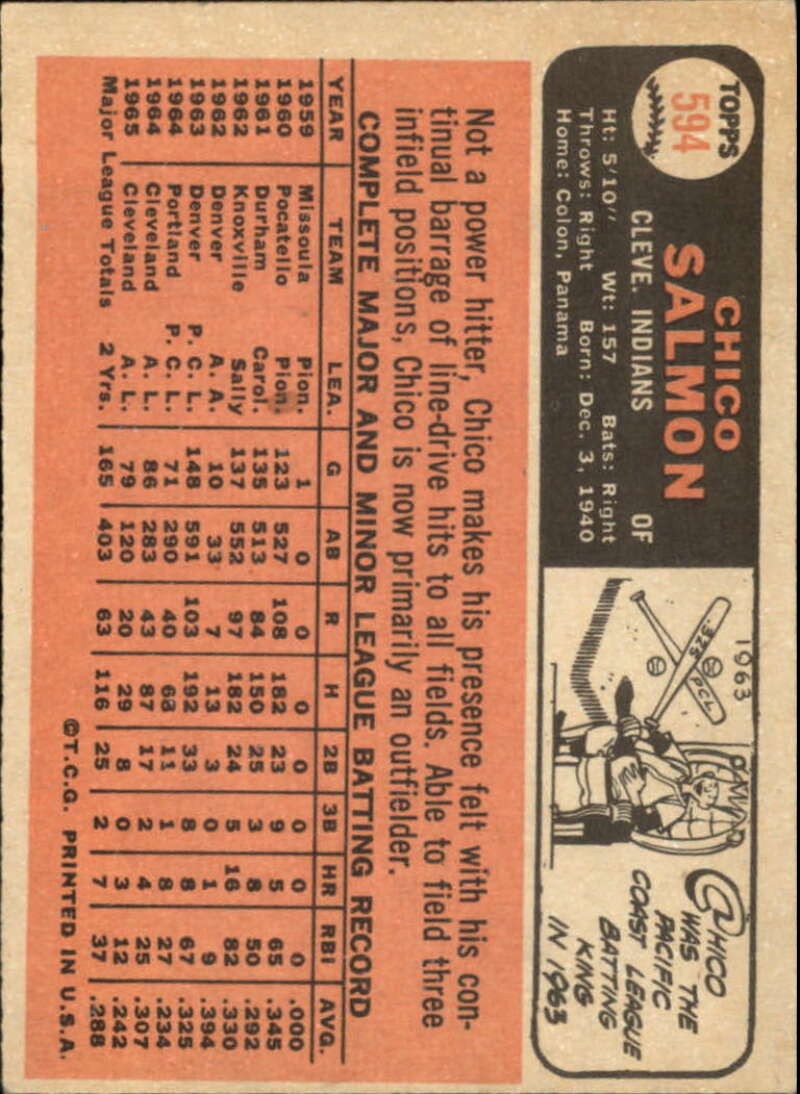 TOPPS
594
CHICO
SALMON
CLEVE. INDIANS OF
Ht: 5'10" Wt: 157 Bats: Right
Throws: Right Born: Dec. 3, 1940
Home: Colon, Panama
1963
.325 PCL
CHICO
WAS THE
PACIFIC
COAST LEAGUE
BATTING
KING
IN 1963
Not a power hitter, Chico makes his presence felt with his con-
tinual barrage of line-drive hits to all fields. Able to field three
infield positions, Chico is now primarily an outfielder.
COMPLETE MAJOR AND MINOR LEAGUE BATTING RECORD
YEAR TEAM LEA. G AB R H 2B 3B HR RBI AVG.
1959 Missoula Pion. 1 0 0 0 0 0 0 0 .000
1960 Pocatello Pion. 123 527 108 182 23 9 5 65 .345
1961 Durham Carol. 135 513 84 150 25 3 8 50 .292
1962 Knoxville Sally 137 552 97 182 24 5 16 82 .330
1962 Denver A. A. 10 33 7 13 3 0 1 9 .394
1963 Denver P. C. L. 148 591 103 192 33 8 8 67 .325
1964 Portland P. C. L. 71 290 40 68 11 1 8 27 .234
1964 Cleveland A. L. 86 283 43 87 17 2 4 25 .307
1965 Cleveland A. L. 79 120 20 29 8 0 3 12 .242
Major League Totals 2 Yrs. 165 403 63 116 25 2 7 37 .288
©T.C.G. PRINTED IN U.S.A.